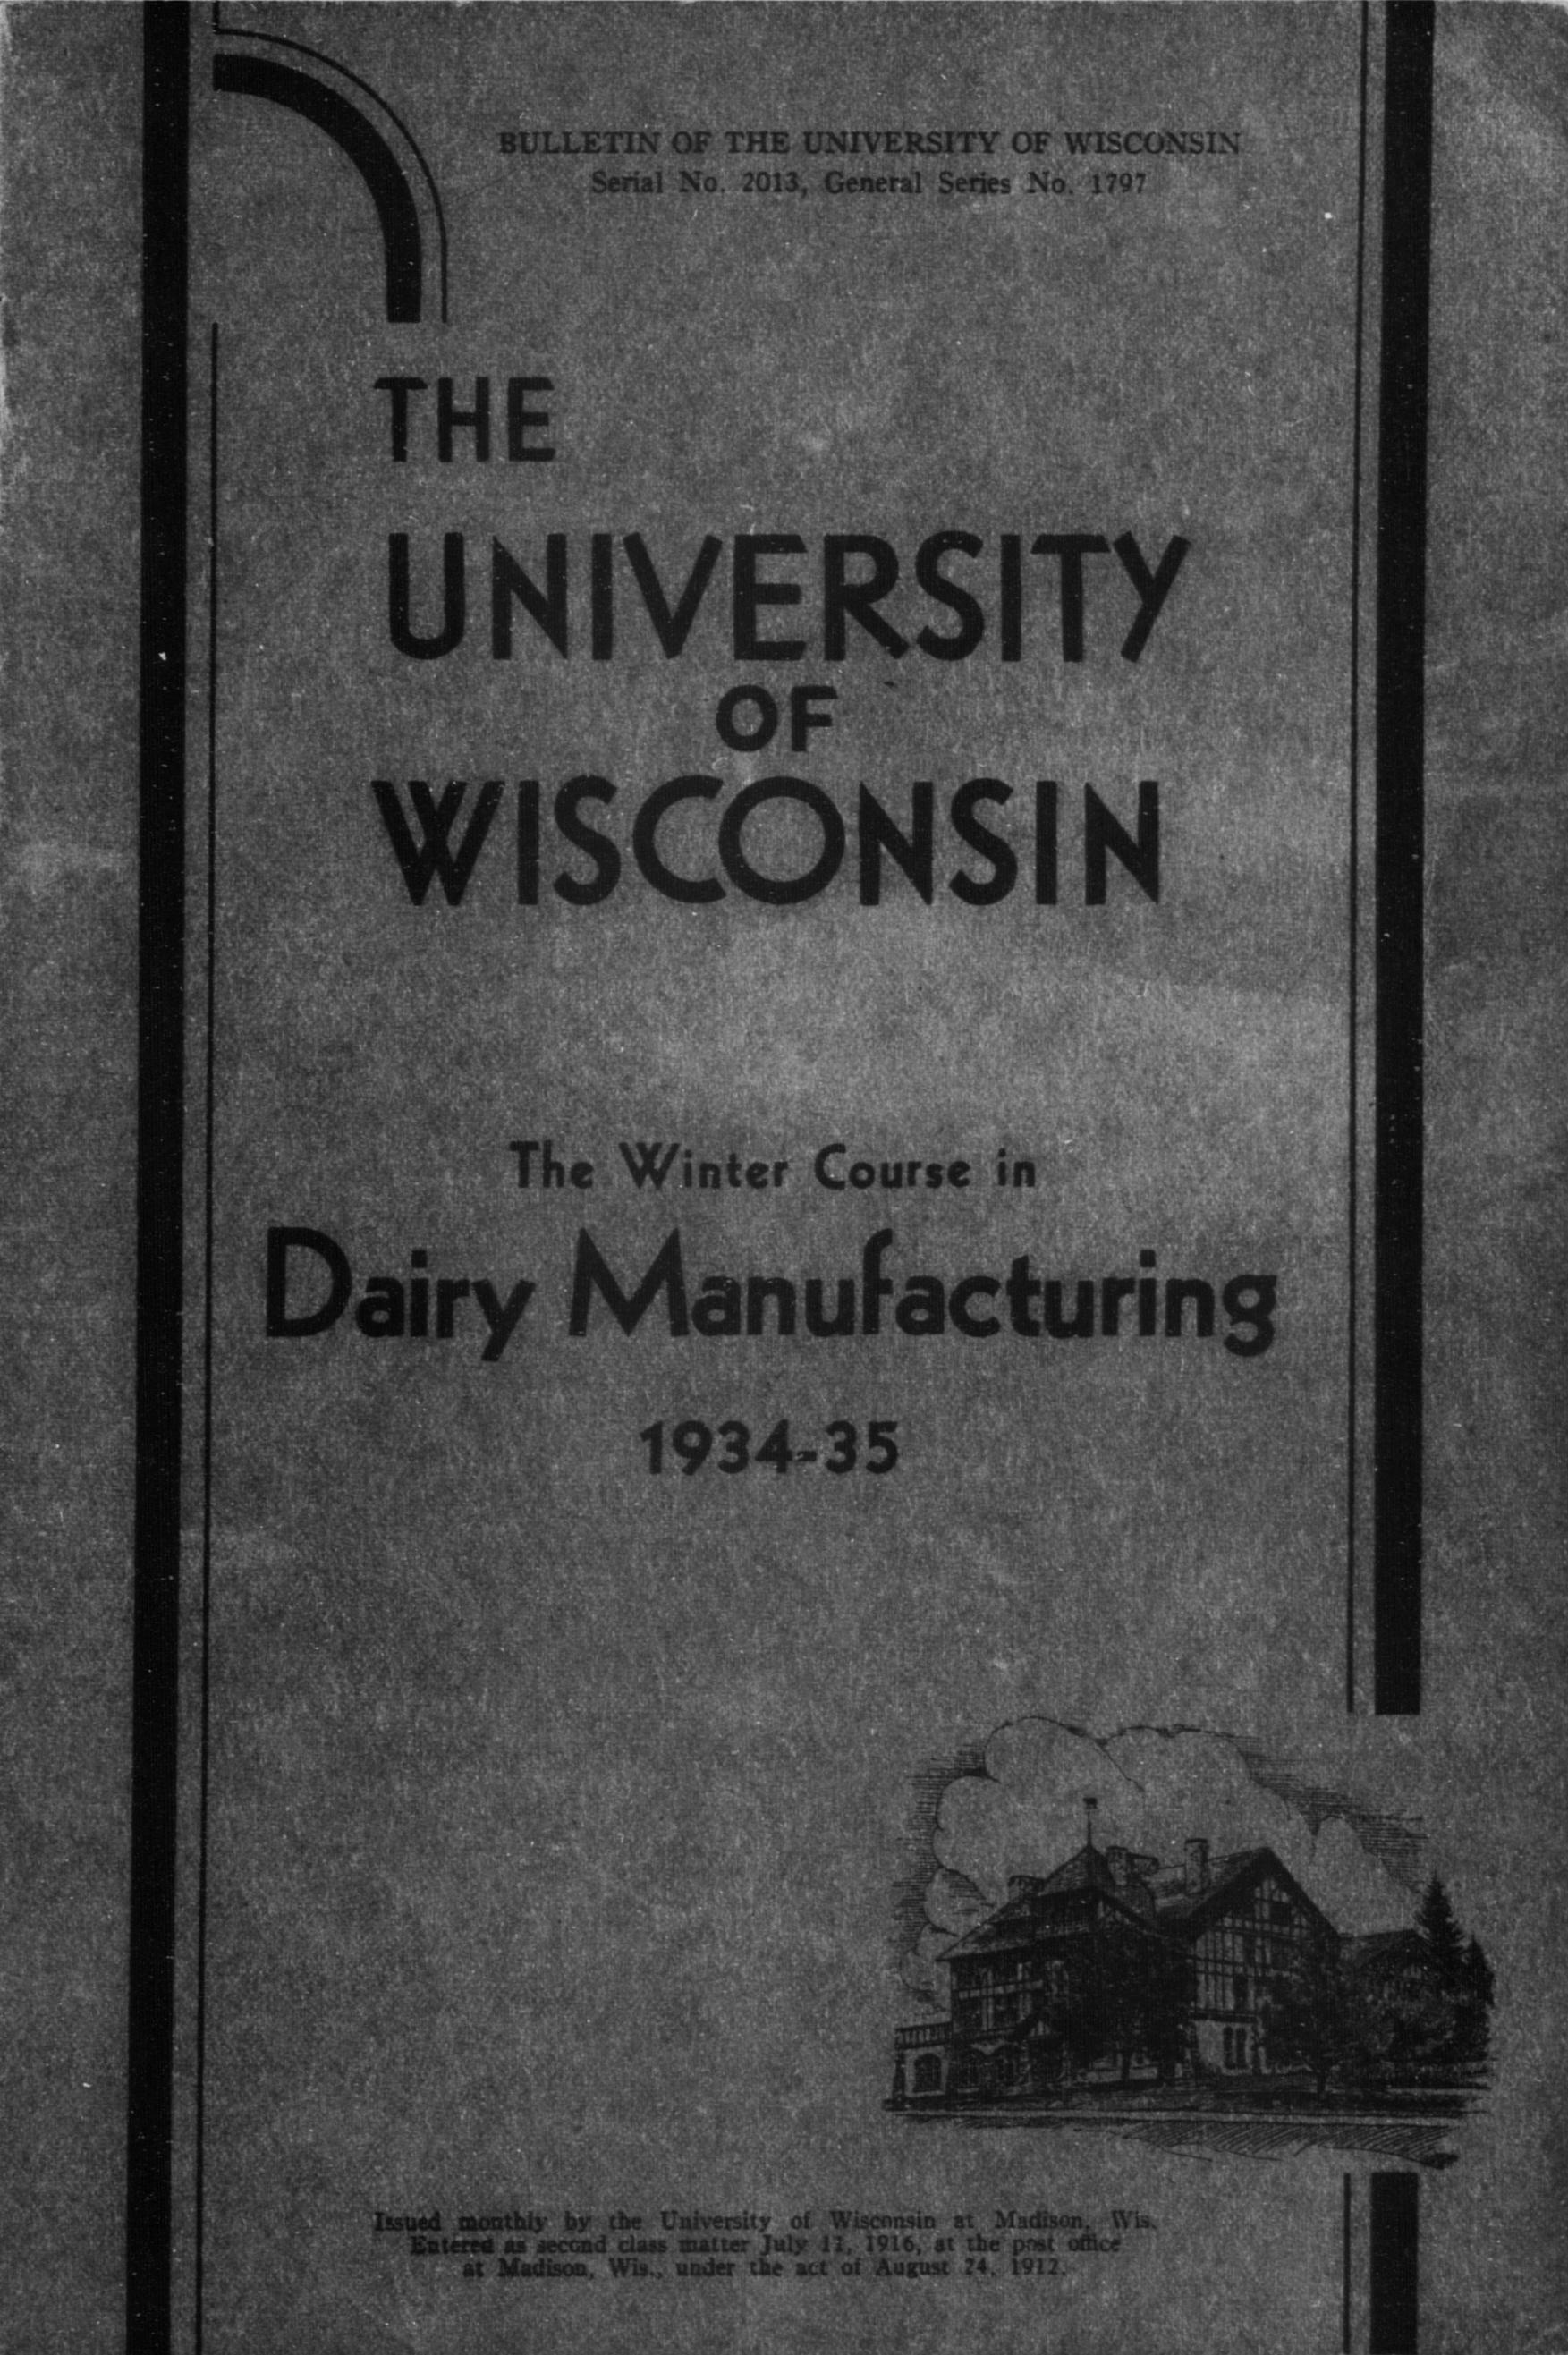 BULLETIN OF THE UNIVERSITY OF WISCONSIN
Serial No. 2013, General Series No. 1797
THE
UNIVERSITY
OF
WISCONSIN
The Winter Course in
Dairy Manufacturing
1934-35
Issued monthly by the University of Wisconsin at Madison, Wis.
Entered as second class matter July 11, 1916, at the post office
at Madison, Wis., under the act of August 24, 1912.